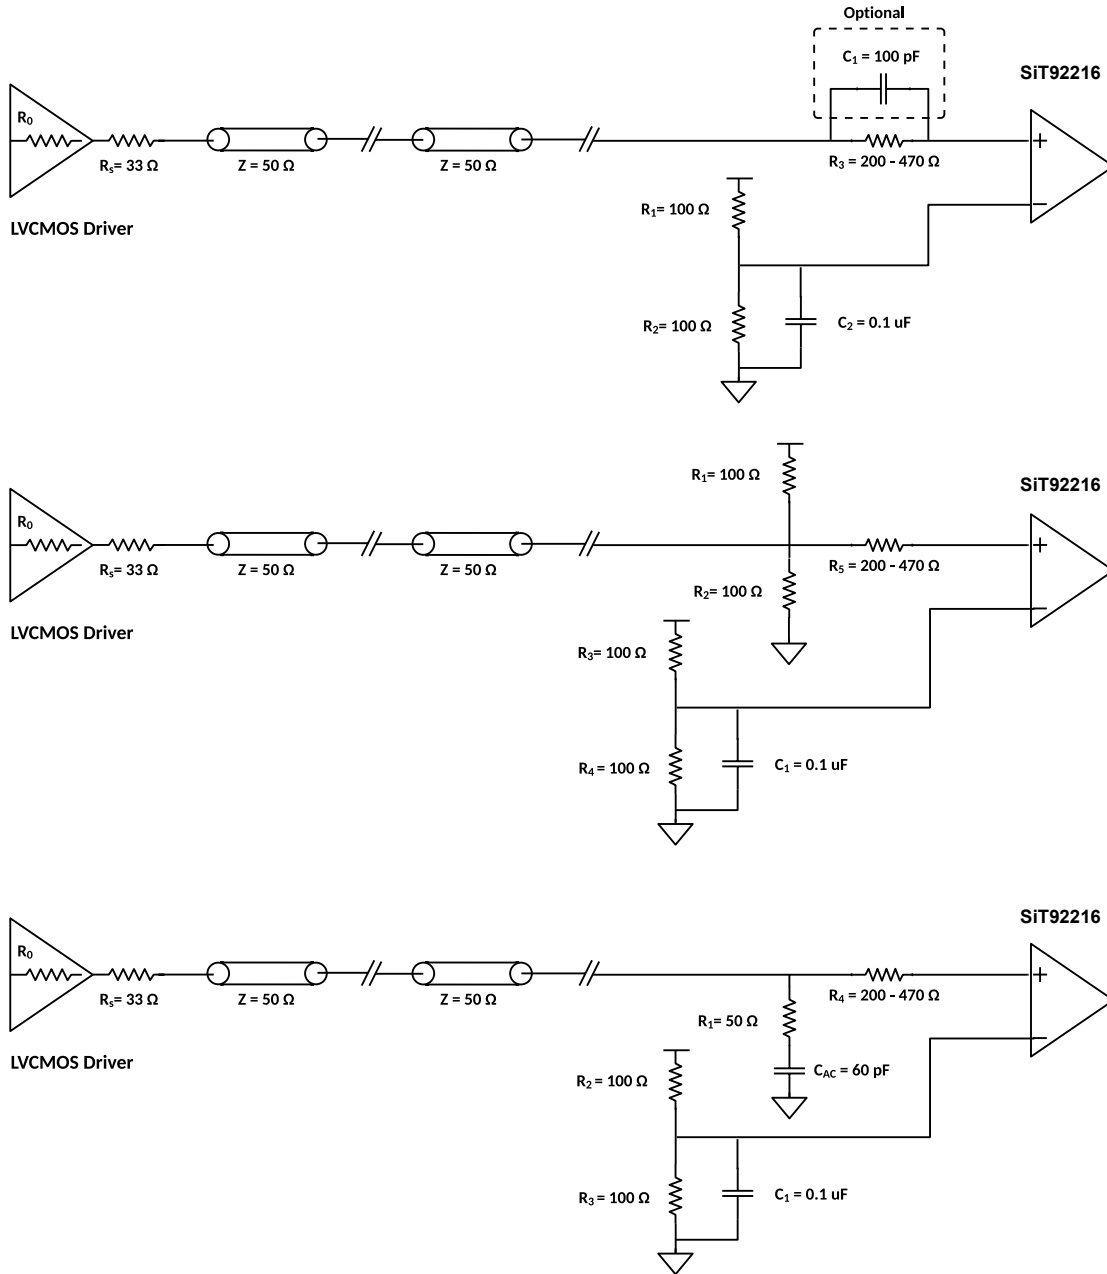 Optional
C₁ = 100 pF
SiT92216
R₀
Rₛ= 33 Ω
Z = 50 Ω
Z = 50 Ω
R₃ = 200 - 470 Ω
+
−
LVCMOS Driver
R₁= 100 Ω
R₂= 100 Ω
C₂ = 0.1 uF
SiT92216
R₁= 100 Ω
R₀
Rₛ= 33 Ω
Z = 50 Ω
Z = 50 Ω
R₅ = 200 - 470 Ω
+
−
R₂= 100 Ω
LVCMOS Driver
R₃= 100 Ω
R₄ = 100 Ω
C₁ = 0.1 uF
SiT92216
R₀
Rₛ= 33 Ω
Z = 50 Ω
Z = 50 Ω
R₄ = 200 - 470 Ω
+
−
R₁= 50 Ω
LVCMOS Driver
C_AC = 60 pF
R₂ = 100 Ω
R₃ = 100 Ω
C₁ = 0.1 uF